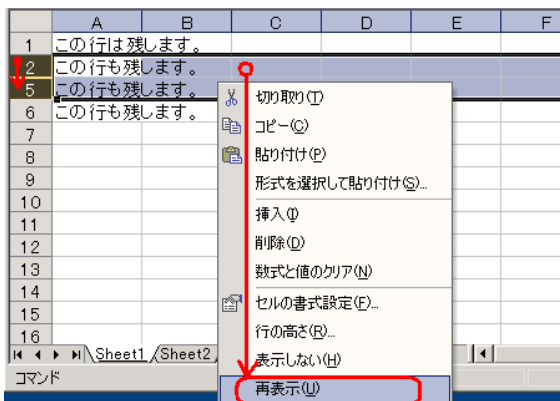 A B C D E F
1 この行は残します。
2 この行も残します。
5 この行も残します。
6 この行も残します。
7
8
9
10
11
12
13
14
15
16
切り取り(T)
コピー(C)
貼り付け(P)
形式を選択して貼り付け(S)...
挿入(I)
削除(D)
数式と値のクリア(N)
セルの書式設定(F)...
行の高さ(R)...
表示しない(H)
再表示(U)
Sheet1 Sheet2
コマンド